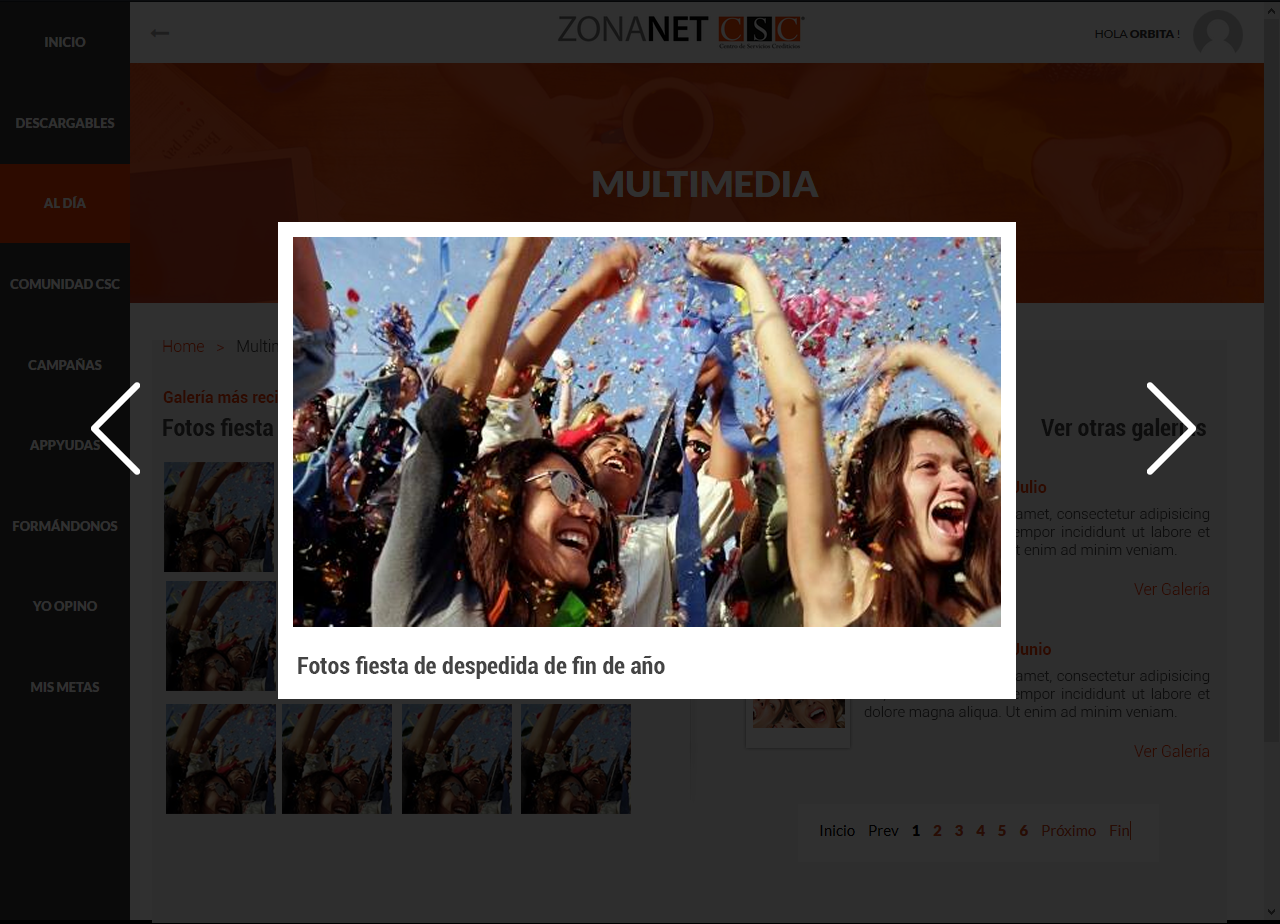 INICIO
DESCARGABLES
AL DÍA
COMUNIDAD CSC
CAMPAÑAS
APPYUDAS
FORMÁNDONOS
YO OPINO
MIS METAS
ZONANET CSC
Centro de Servicios Crediticios
HOLA ORBITA !
MULTIMEDIA
Home > Multim
Galeria más reci
Fotos fiesta
Fotos fiesta de despedida de fin de año
Ver otras galerías
Julio
amet, consectetur adipisicing
empor incididunt ut labore et
t enim ad minim veniam.
Ver Galería
Junio
amet, consectetur adipisicing
empor incididunt ut labore et
dolore magna aliqua. Ut enim ad minim veniam.
Ver Galería
Inicio Prev 1 2 3 4 5 6 Próximo Fin